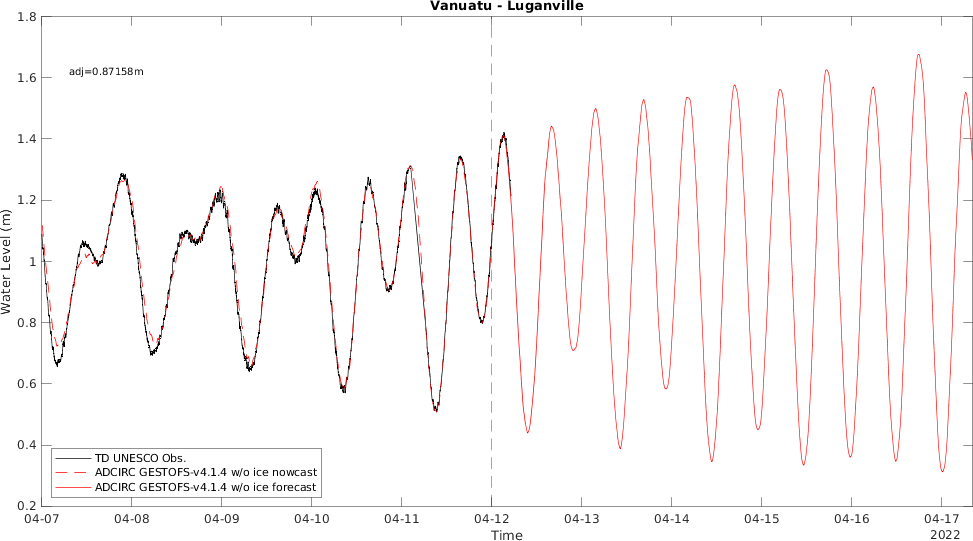 Vanuatu - Luganville
1.8
1.6
1.4
1.2
1
0.8
0.6
0.4
0.2
Water Level (m)
adj=0.87158m
TD UNESCO Obs.
ADCIRC GESTOFS-v4.1.4 w/o ice nowcast
ADCIRC GESTOFS-v4.1.4 w/o ice forecast
04-07 04-08 04-09 04-10 04-11 04-12 04-13 04-14 04-15 04-16 04-17
Time
2022